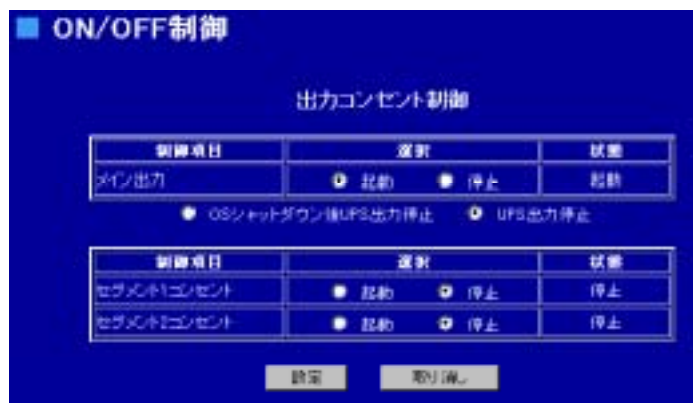 ON/OFF制御
出力コンセント制御
制御項目 選択 状態
メイン出力 起動 停止 起動
OSシャットダウン後UPS出力停止 UPS出力停止
制御項目 選択 状態
セグメント1コンセント 起動 停止 停止
セグメント2コンセント 起動 停止 停止
設定 取り消し